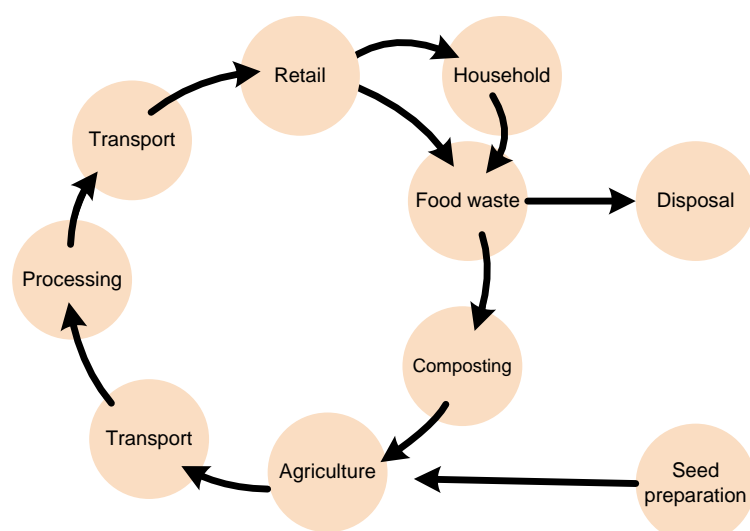 Retail
Household
Transport
Food waste
Disposal
Processing
Composting
Transport
Agriculture
Seed
preparation